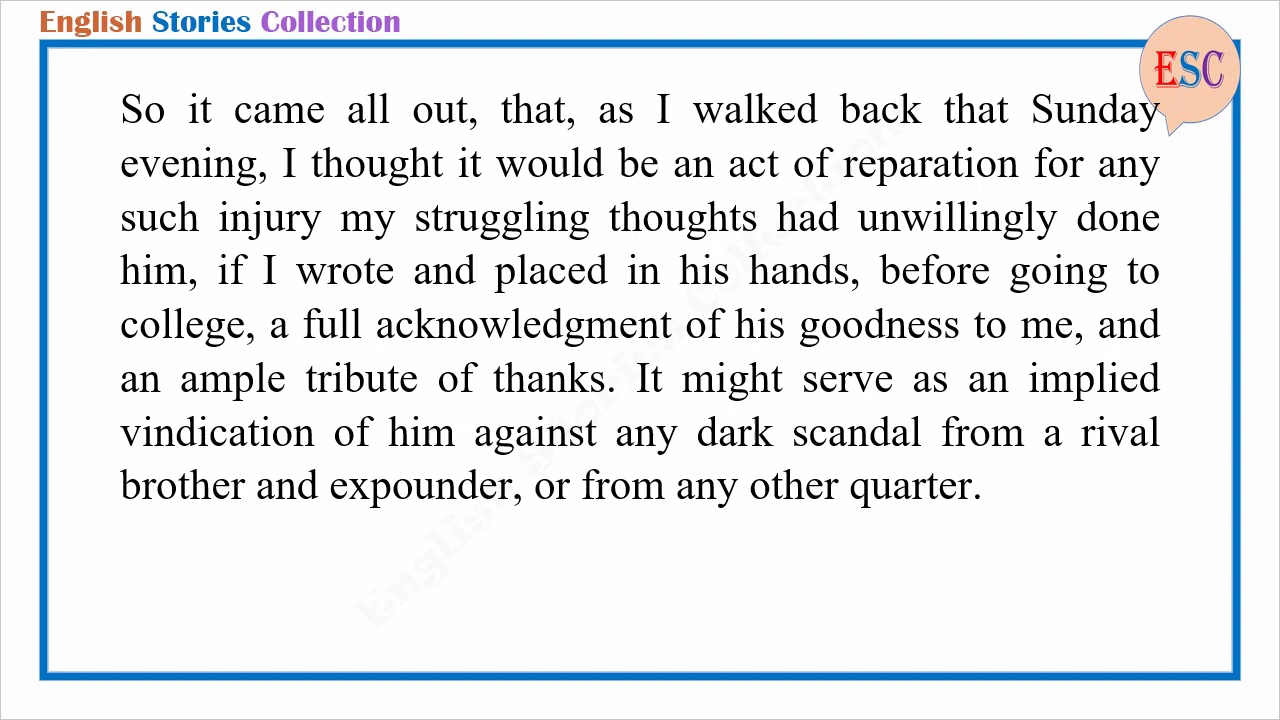 English Stories Collection
ESC
So it came all out, that, as I walked back that Sunday
evening, I thought it would be an act of reparation for any
such injury my struggling thoughts had unwillingly done
him, if I wrote and placed in his hands, before going to
college, a full acknowledgment of his goodness to me, and
an ample tribute of thanks. It might serve as an implied
vindication of him against any dark scandal from a rival
brother and expounder, or from any other quarter.
English Stories Collection